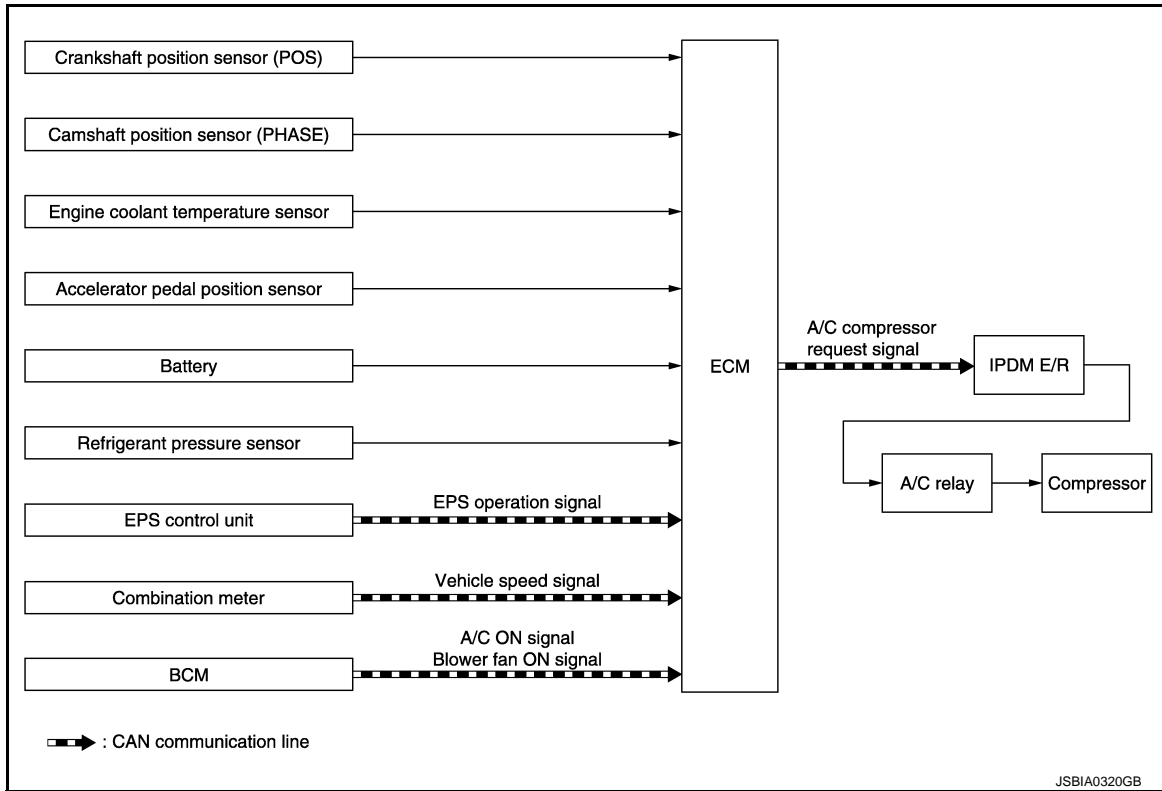 Crankshaft position sensor (POS)
Camshaft position sensor (PHASE)
Engine coolant temperature sensor
Accelerator pedal position sensor
Battery
Refrigerant pressure sensor
EPS control unit
EPS operation signal
Combination meter
Vehicle speed signal
BCM
A/C ON signal
Blower fan ON signal
ECM
A/C compressor
request signal
IPDM E/R
A/C relay
Compressor
: CAN communication line
JSBIA0320GB